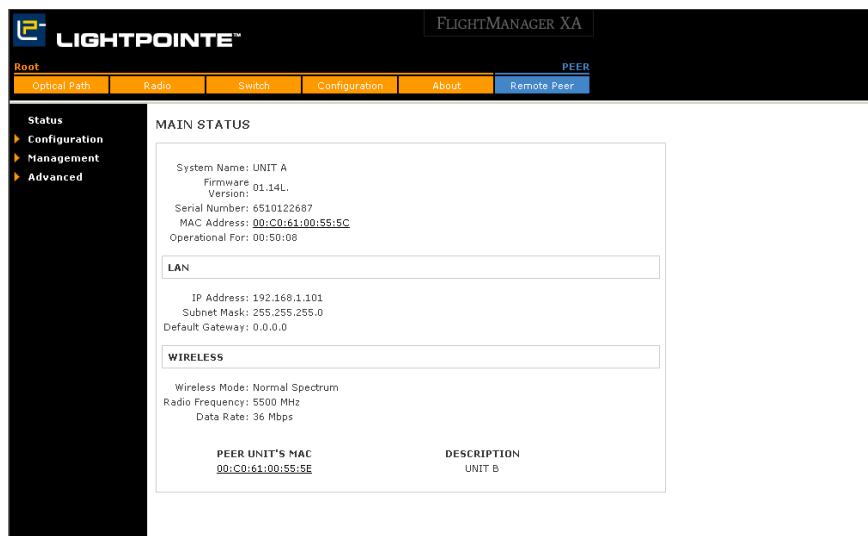 LIGHTPOINTE™
FLIGHTMANAGER XA
Root
PEER
Optical Path Radio Switch Configuration About Remote Peer
Status
Configuration
Management
Advanced
MAIN STATUS
System Name: UNIT A
Firmware Version: 01.14L.
Serial Number: 6510122687
MAC Address: 00:C0:61:00:55:5C
Operational For: 00:50:08
LAN
IP Address: 192.168.1.101
Subnet Mask: 255.255.255.0
Default Gateway: 0.0.0.0
WIRELESS
Wireless Mode: Normal Spectrum
Radio Frequency: 5500 MHz
Data Rate: 36 Mbps
PEER UNIT'S MAC DESCRIPTION
00:C0:61:00:55:5E UNIT B